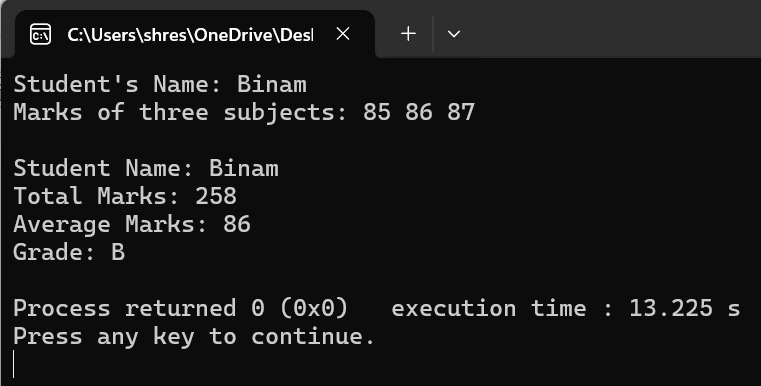 C:\Users\shres\OneDrive\Desl
Student's Name: Binam
Marks of three subjects: 85 86 87
Student Name: Binam
Total Marks: 258
Average Marks: 86
Grade: B
Process returned 0 (0x0)   execution time : 13.225 s
Press any key to continue.